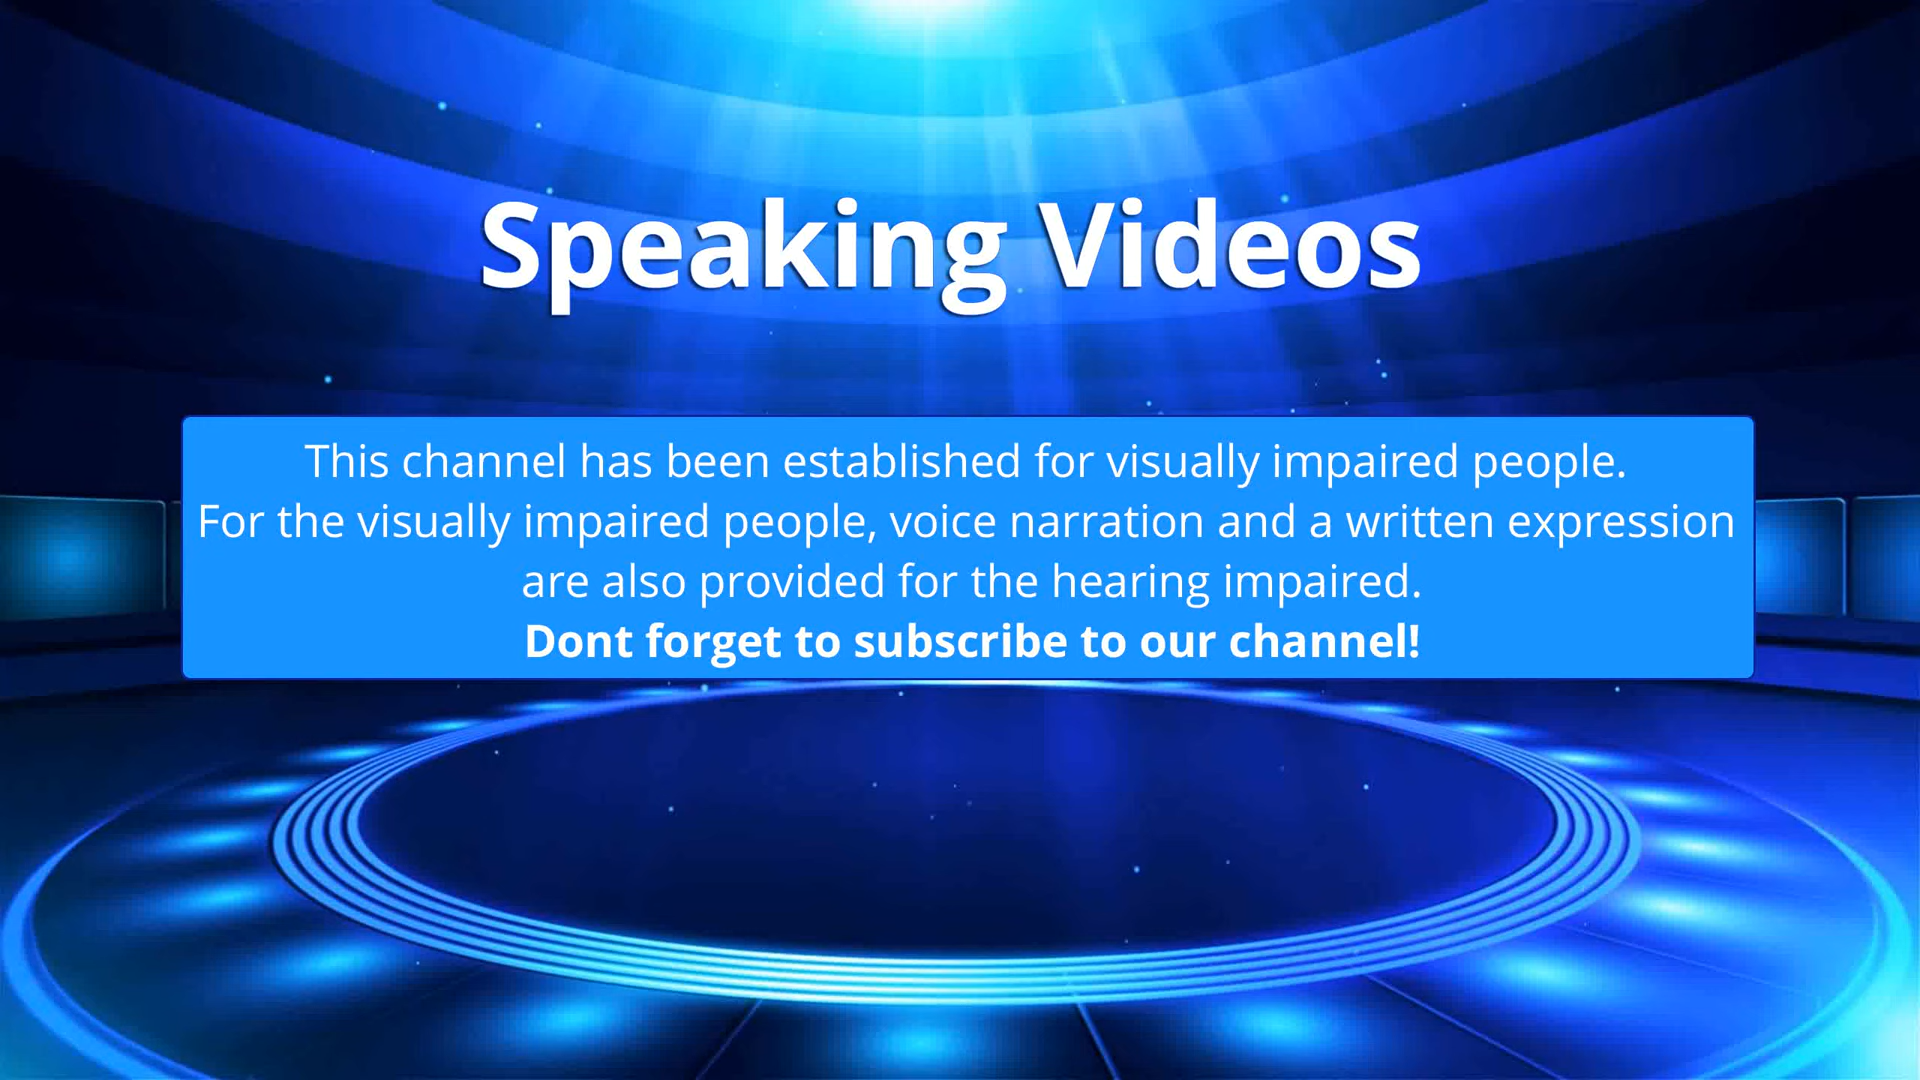 Speaking Videos
This channel has been established for visually impaired people.
For the visually impaired people, voice narration and a written expression
are also provided for the hearing impaired.
Dont forget to subscribe to our channel!